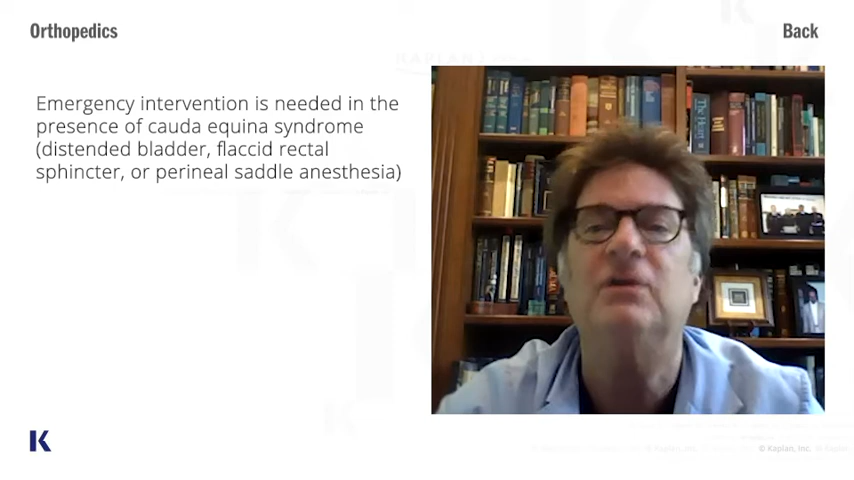 Orthopedics
Back
Emergency intervention is needed in the
presence of cauda equina syndrome
(distended bladder, flaccid rectal
sphincter, or perineal saddle anesthesia)
K
© Kaplan, Inc.